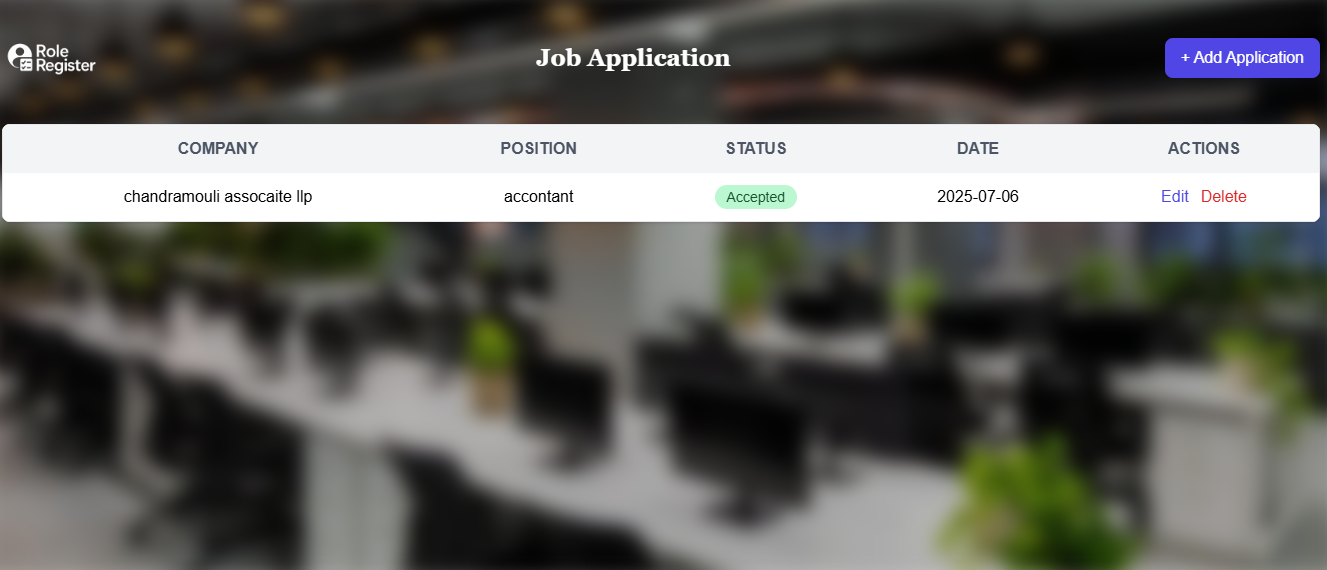 Role
Register
Job Application
+ Add Application
COMPANY POSITION STATUS DATE ACTIONS
chandramouli assocaite llp accontant Accepted 2025-07-06 Edit Delete